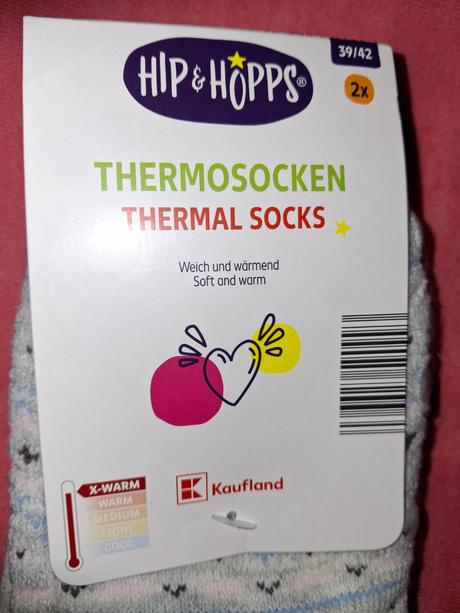 HIP & HOPPS®
39/42
2x
THERMOSOCKEN
THERMAL SOCKS
Weich und wärmend
Soft and warm
X-WARM
WARM
MEDIUM
LIGHT
COOL
K Kaufland